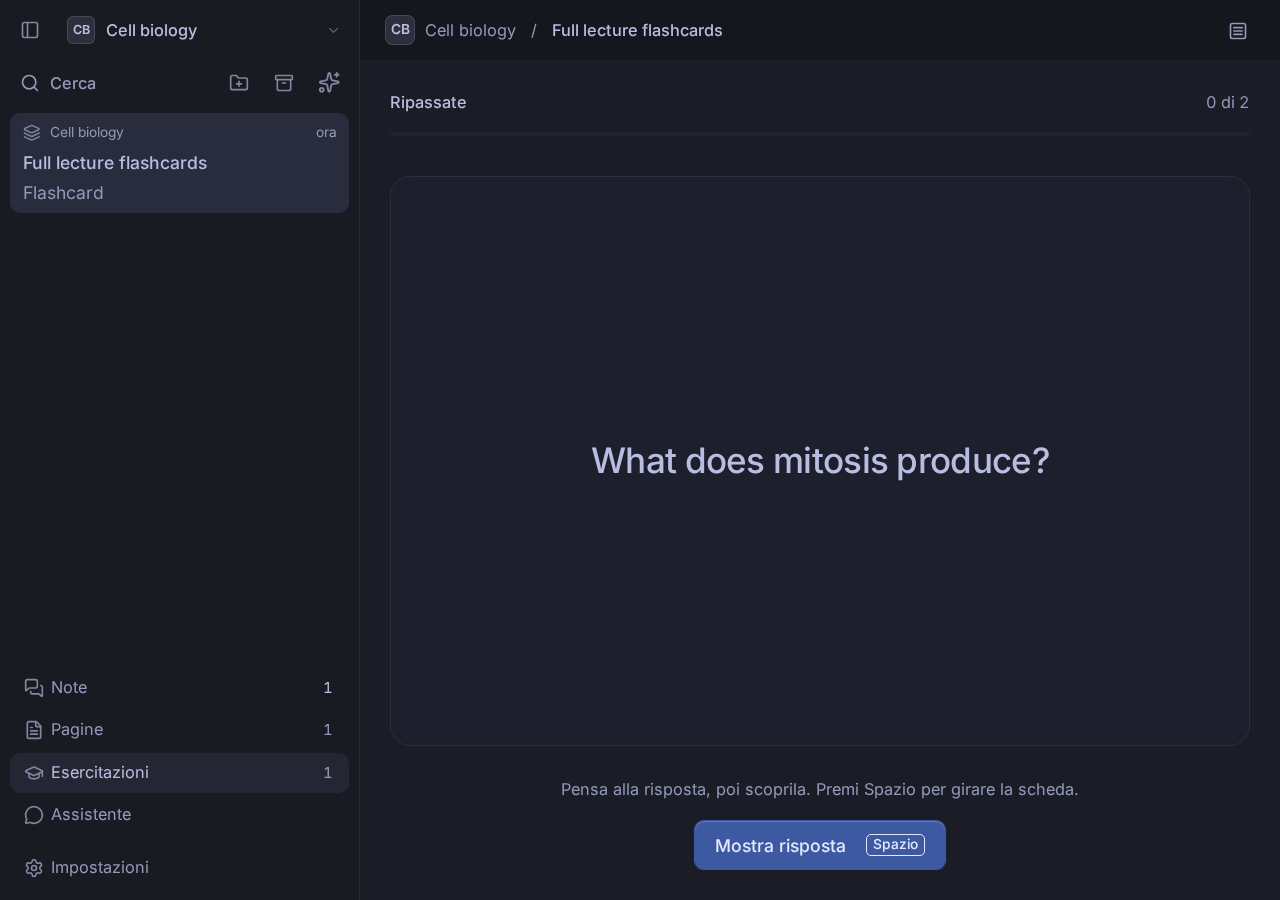 CB Cell biology
Cerca
Cell biology ora
Full lecture flashcards
Flashcard
Note 1
Pagine 1
Esercitazioni 1
Assistente
Impostazioni
CB Cell biology / Full lecture flashcards
Ripassate 0 di 2
What does mitosis produce?
Pensa alla risposta, poi scoprila. Premi Spazio per girare la scheda.
Mostra risposta Spazio